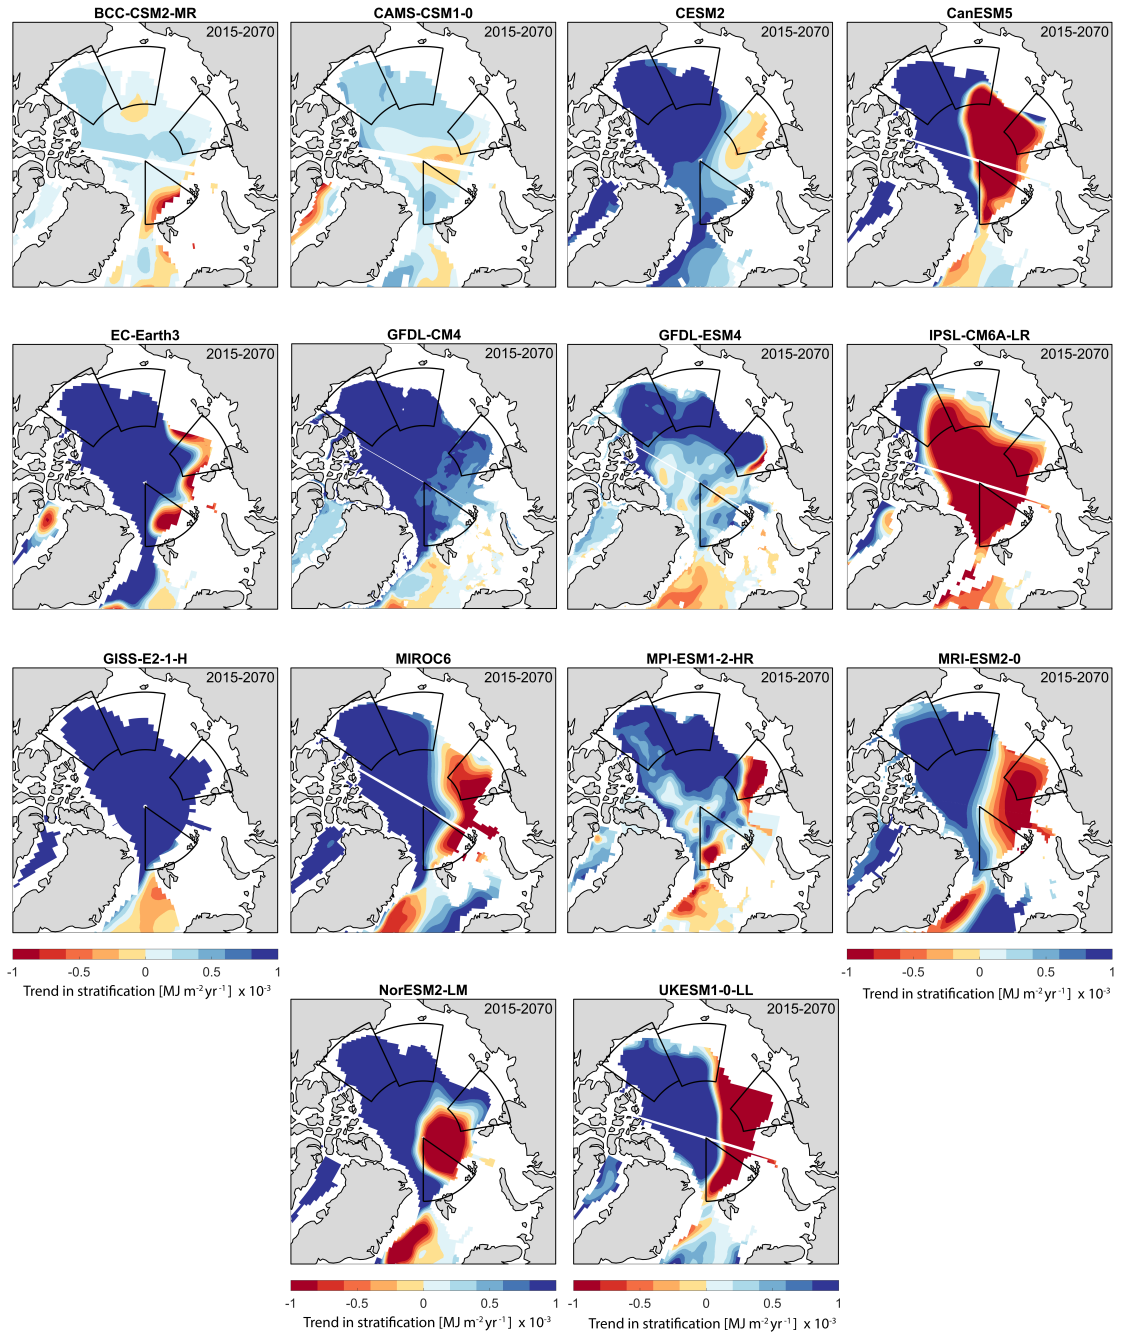 BCC-CSM2-MR
CAMS-CSM1-0
CESM2
CanESM5
2015-2070
2015-2070
2015-2070
2015-2070
EC-Earth3
GFDL-CM4
GFDL-ESM4
IPSL-CM6A-LR
2015-2070
2015-2070
2015-2070
2015-2070
GISS-E2-1-H
MIROC6
MPI-ESM1-2-HR
MRI-ESM2-0
2015-2070
2015-2070
2015-2070
2015-2070
-1 -0.5 0 0.5 1
Trend in stratification [MJ m⁻² yr⁻¹] x 10⁻³
-1 -0.5 0 0.5 1
Trend in stratification [MJ m⁻² yr⁻¹] x 10⁻³
NorESM2-LM
UKESM1-0-LL
2015-2070
2015-2070
-1 -0.5 0 0.5 1
Trend in stratification [MJ m⁻² yr⁻¹] x 10⁻³
-1 -0.5 0 0.5 1
Trend in stratification [MJ m⁻² yr⁻¹] x 10⁻³